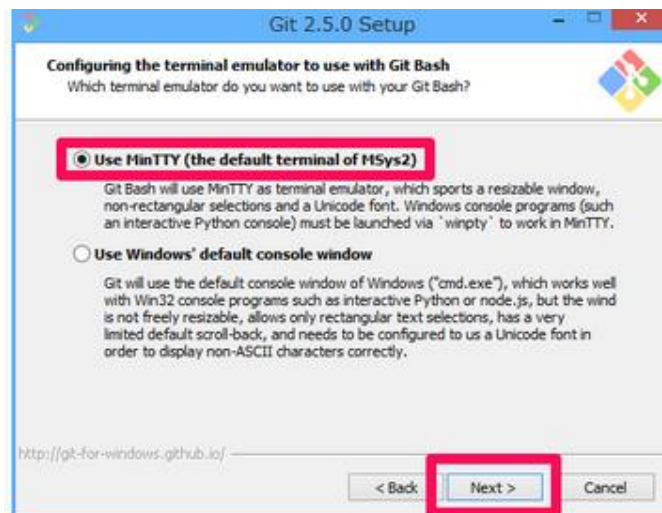 Git 2.5.0 Setup
Configuring the terminal emulator to use with Git Bash
Which terminal emulator do you want to use with your Git Bash?
Use MinTTY (the default terminal of MSys2)
Git Bash will use MinTTY as terminal emulator, which sports a resizable window,
non-rectangular selections and a Unicode font. Windows console programs (such
an interactive Python console) must be launched via `winpty` to work in MinTTY.
Use Windows' default console window
Git will use the default console window of Windows ("cmd.exe"), which works well
with Win32 console programs such as interactive Python or node.js, but the wind
is not freely resizable, allows only rectangular text selections, has a very
limited default scroll-back, and needs to be configured to us a Unicode font in
order to display non-ASCII characters correctly.
http://git-for-windows.github.io/
< Back
Next >
Cancel